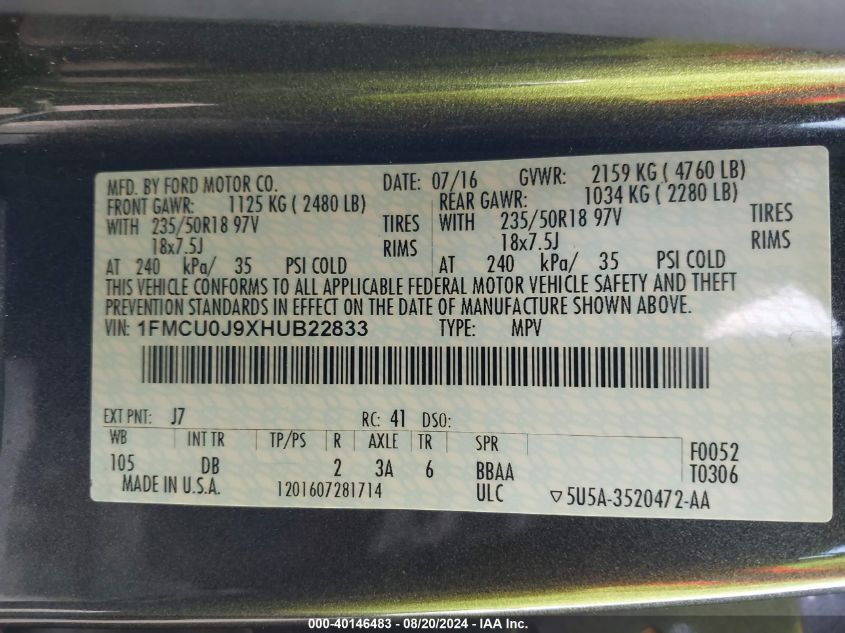 MFD. BY FORD MOTOR CO. DATE: 07/16 GVWR: 2159 KG ( 4760 LB)
FRONT GAWR: 1125 KG ( 2480 LB) REAR GAWR: 1034 KG ( 2280 LB)
WITH 235/50R18 97V TIRES WITH 235/50R18 97V TIRES
18x7.5J RIMS 18x7.5J RIMS
AT 240 kPa/ 35 PSI COLD AT 240 kPa/ 35 PSI COLD
THIS VEHICLE CONFORMS TO ALL APPLICABLE FEDERAL MOTOR VEHICLE SAFETY AND THEFT
PREVENTION STANDARDS IN EFFECT ON THE DATE OF MANUFACTURE SHOWN ABOVE.
VIN: 1FMCU0J9XHUB22833 TYPE: MPV
EXT PNT: J7 RC: 41 DSO:
WB INT TR TP/PS R AXLE TR SPR F0052
105 DB 2 3A 6 BBAA T0306
MADE IN U.S.A. 1201607281714 ULC ▽5U5A-3520472-AA
000-40146483 - 08/20/2024 - IAA Inc.